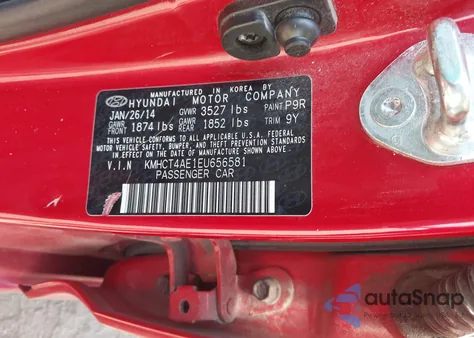 MANUFACTURED IN KOREA BY
HYUNDAI MOTOR COMPANY
JAN/26/14 GVWR 3527 lbs PAINT P9R
GAWR FRONT 1874 lbs GAWR REAR 1852 lbs TRIM 9Y
THIS VEHICLE CONFORMS TO ALL APPLICABLE U.S.A. FEDERAL
MOTOR VEHICLE SAFETY, BUMPER, AND THEFT PREVENTION STANDARDS
IN EFFECT ON THE DATE OF MANUFACTURE SHOWN ABOVE.
V.I.N KMHCT4AE1EU656581
PASSENGER CAR
autoSnap